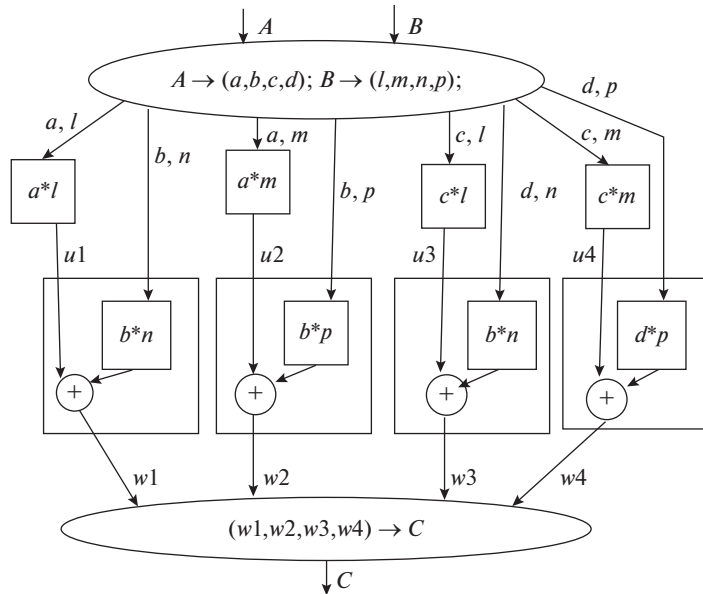 A B
A → (a,b,c,d); B → (l,m,n,p);
a, l
b, n
a, m
b, p
c, l
d, n
c, m
d, p
a*l
a*m
c*l
c*m
u1
u2
u3
u4
b*n
b*p
b*n
d*p
+
+
+
+
w1
w2
w3
w4
(w1,w2,w3,w4) → C
C